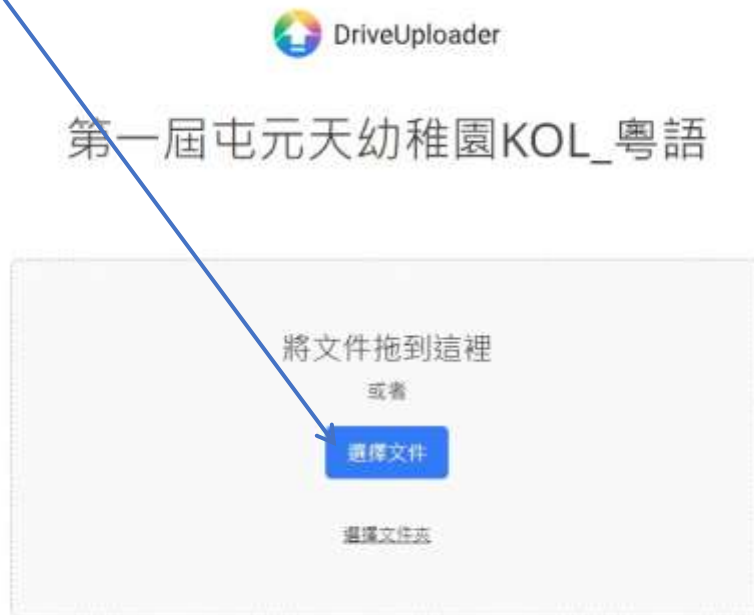 DriveUploader
第一屆屯元天幼稚園KOL_粵語
將文件拖到這裡
或者
選擇文件
選擇文件夾